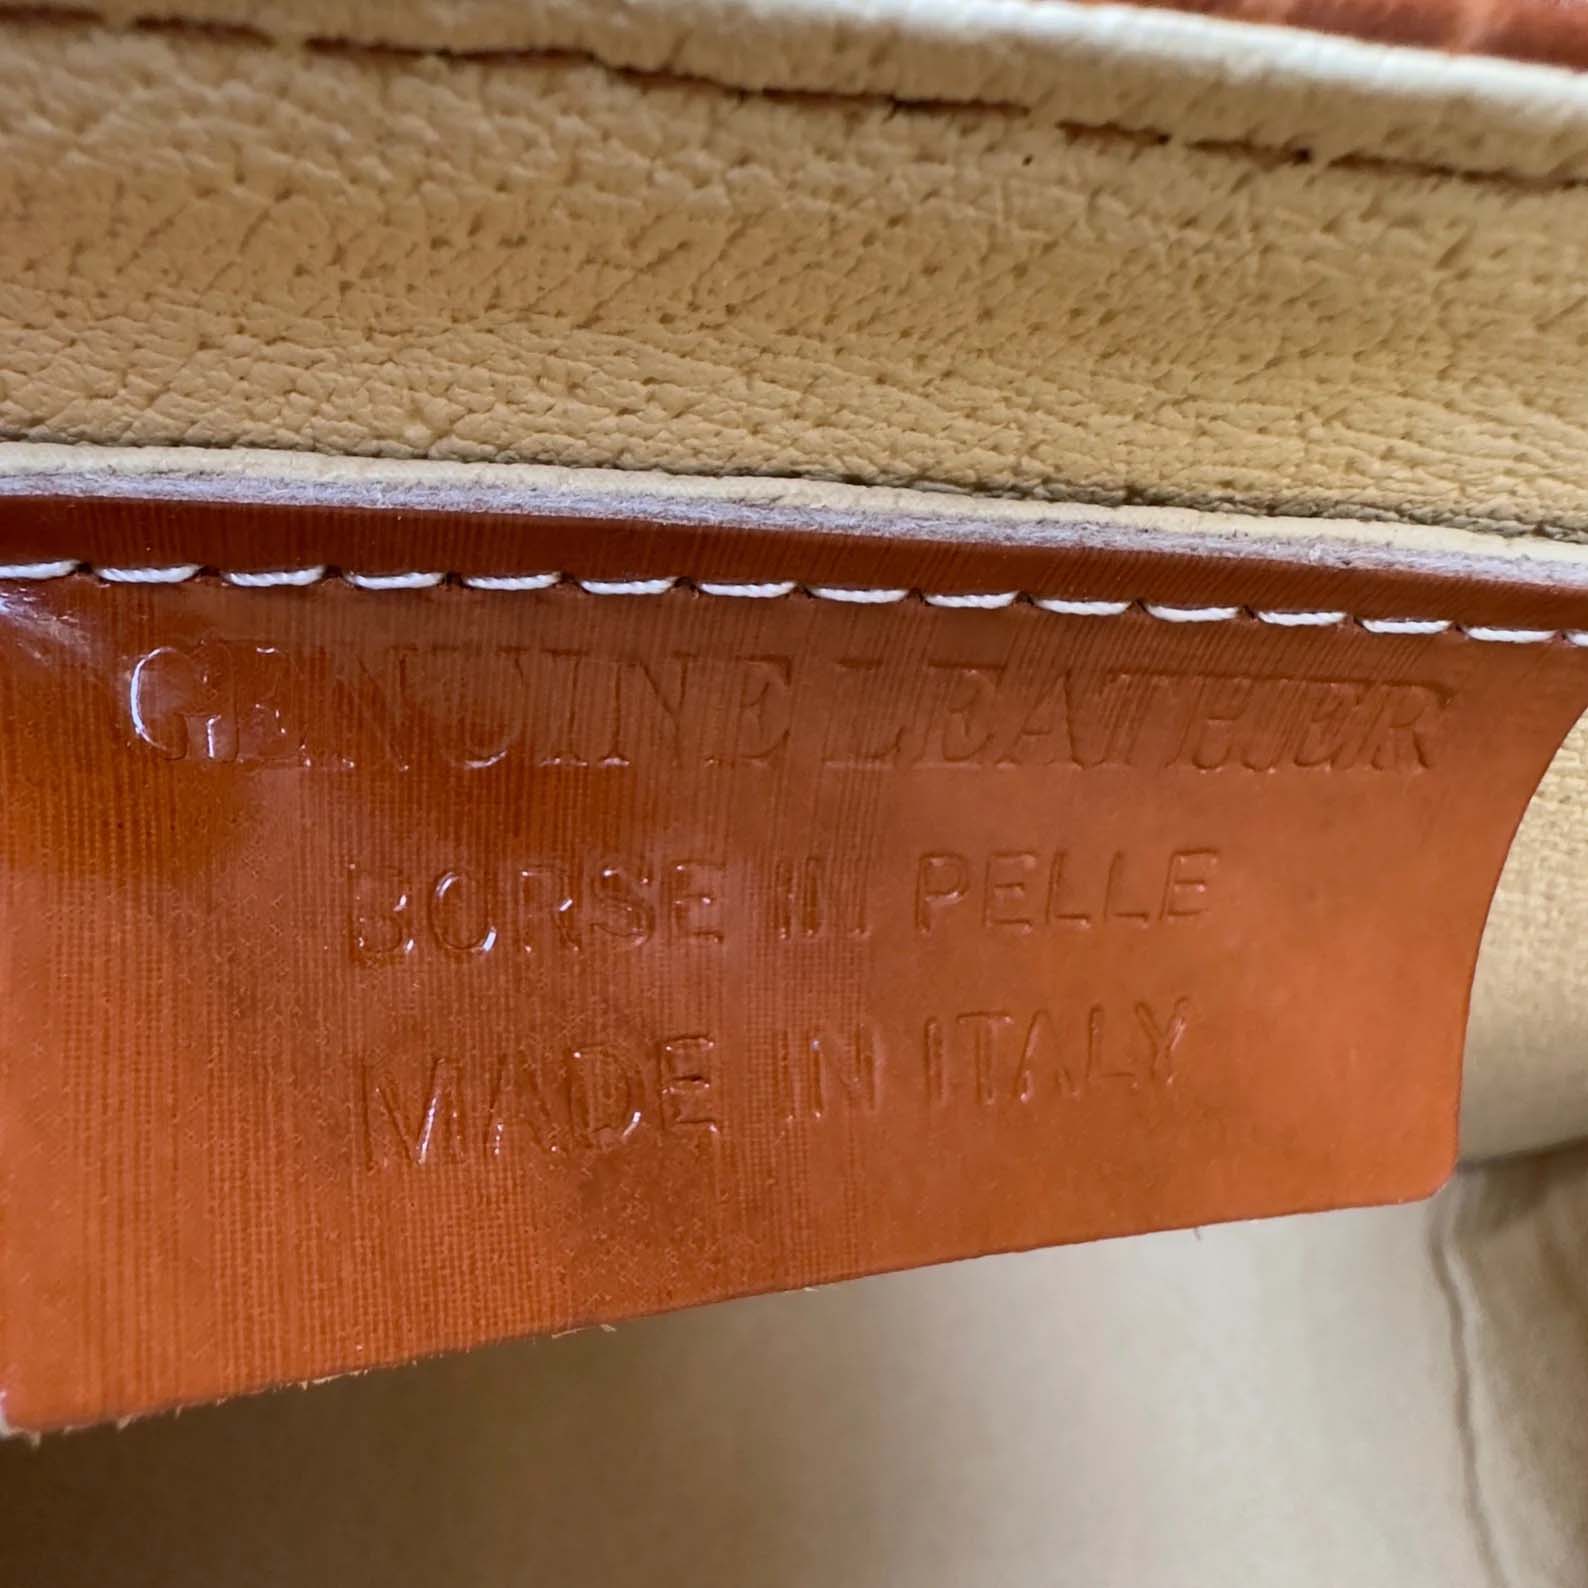 GENUINE LEATHER
BORSE IN PELLE
MADE IN ITALY